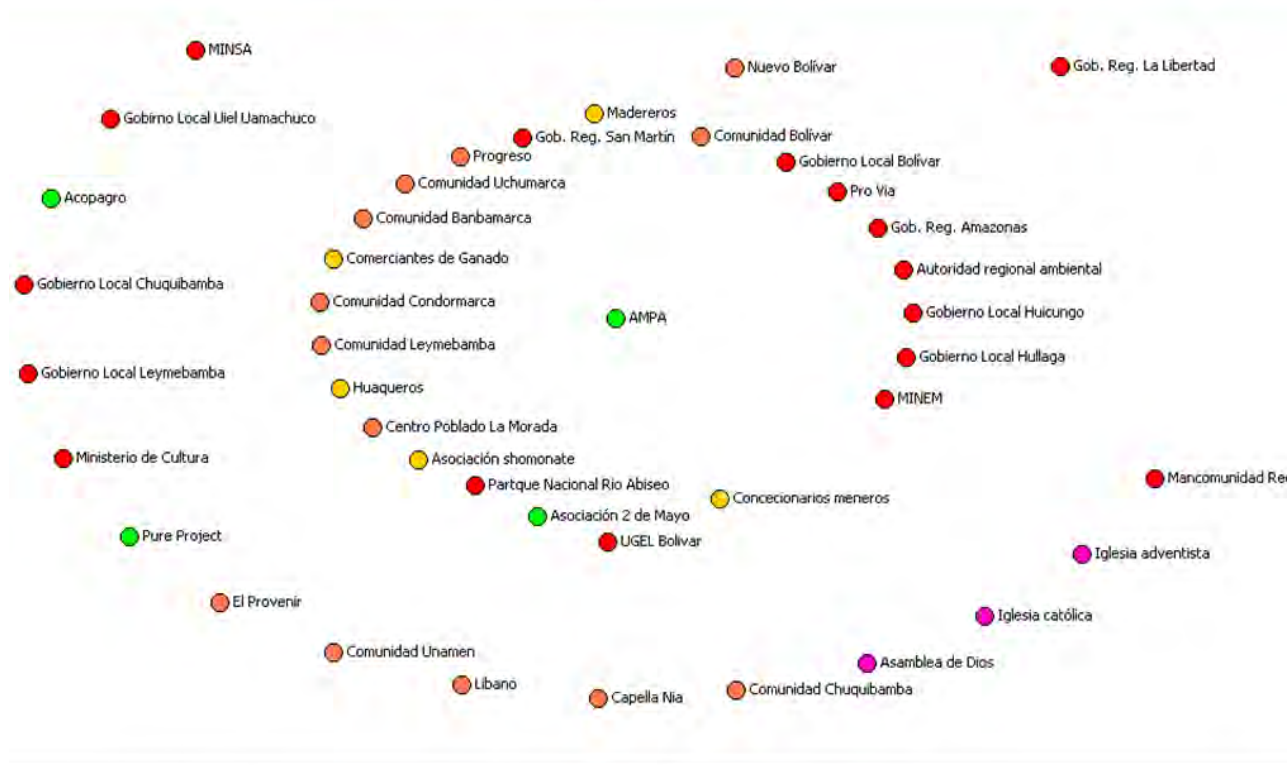 MINSA
Nuevo Bolívar
Gob. Reg. La Libertad
Gobirno Local Uiel Uamachuco
Madereros
Gob. Reg. San Martín
Comunidad Bolívar
Progreso
Gobierno Local Bolívar
Comunidad Uchumarca
Pro Via
Acopagro
Comunidad Banbamarca
Gob. Reg. Amazonas
Comerciantes de Ganado
Autoridad regional ambiental
Gobierno Local Chuquibamba
Comunidad Condormarca
Gobierno Local Huicungo
AMPA
Comunidad Leymebamba
Gobierno Local Hullaga
Gobierno Local Leymebamba
Huaqueros
MINEM
Centro Poblado La Morada
Ministerio de Cultura
Asociación shomonate
Mancomunidad
Partque Nacional Rio Abiseo
Concecionarios meneros
Asociación 2 de Mayo
Pure Project
UGEL Bolivar
Iglesia adventista
El Provenir
Iglesia católica
Comunidad Unamen
Asamblea de Dios
Libano
Capella Nia
Comunidad Chuquibamba